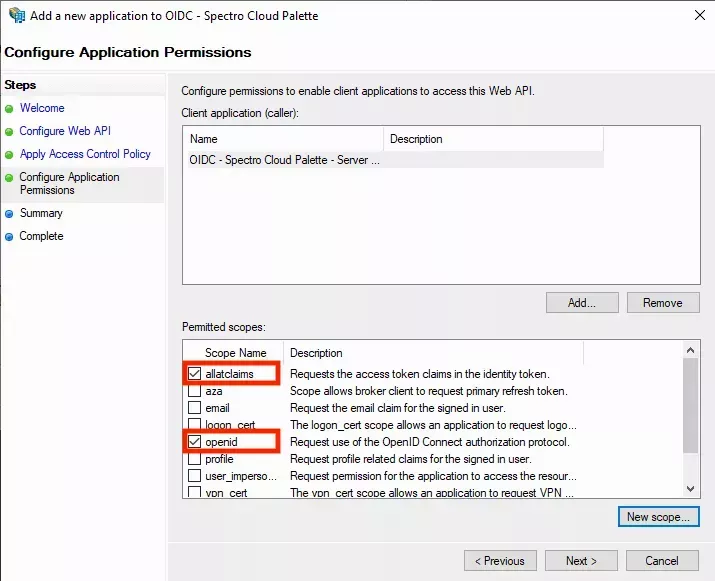 Add a new application to OIDC - Spectro Cloud Palette
Configure Application Permissions
Steps
Welcome
Configure Web API
Apply Access Control Policy
Configure Application
Permissions
Summary
Complete
Configure permissions to enable client applications to access this Web API.
Client application (caller):
Name Description
OIDC - Spectro Cloud Palette - Server ...
Add... Remove
Permitted scopes:
Scope Name Description
allatclaims Requests the access token claims in the identity token.
aza Scope allows broker client to request primary refresh token.
email Request the email claim for the signed in user.
logon_cert The logon_cert scope allows an application to request logo...
openid Request use of the OpenID Connect authorization protocol.
profile Request profile related claims for the signed in user.
user_imperso... Request permission for the application to access the resour...
vpn_cert The vpn_cert scope allows an application to request VPN ...
New scope...
< Previous Next > Cancel